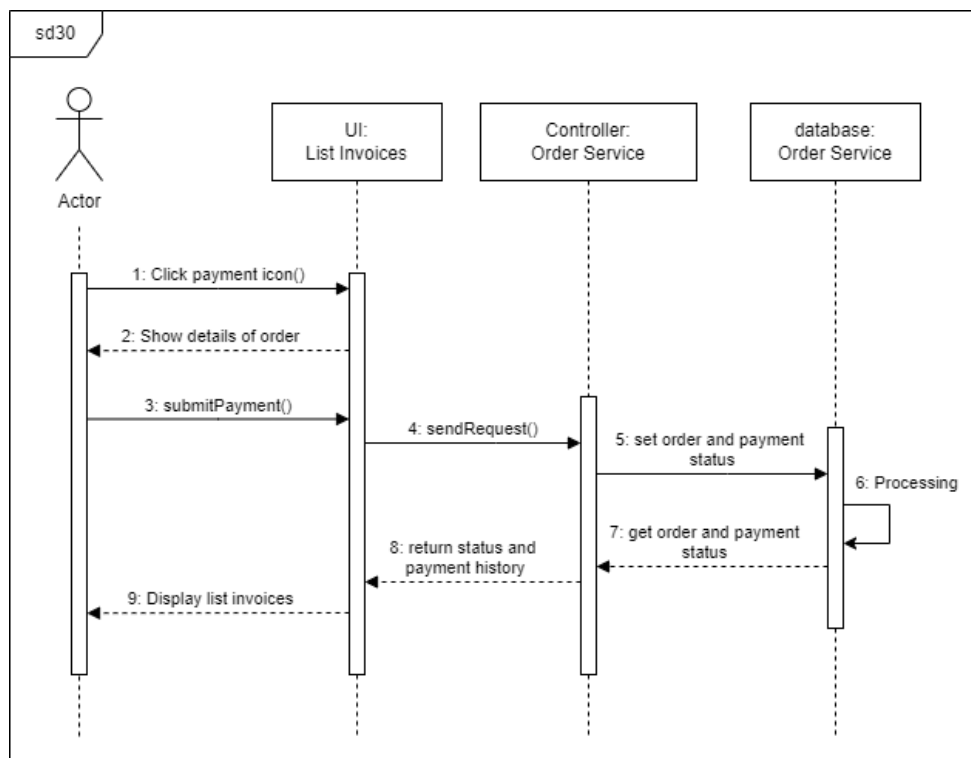 sd30
Actor
UI:
List Invoices
Controller:
Order Service
database:
Order Service
1: Click payment icon()
2: Show details of order
3: submitPayment()
4: sendRequest()
5: set order and payment
status
6: Processing
7: get order and payment
status
8: return status and
payment history
9: Display list invoices